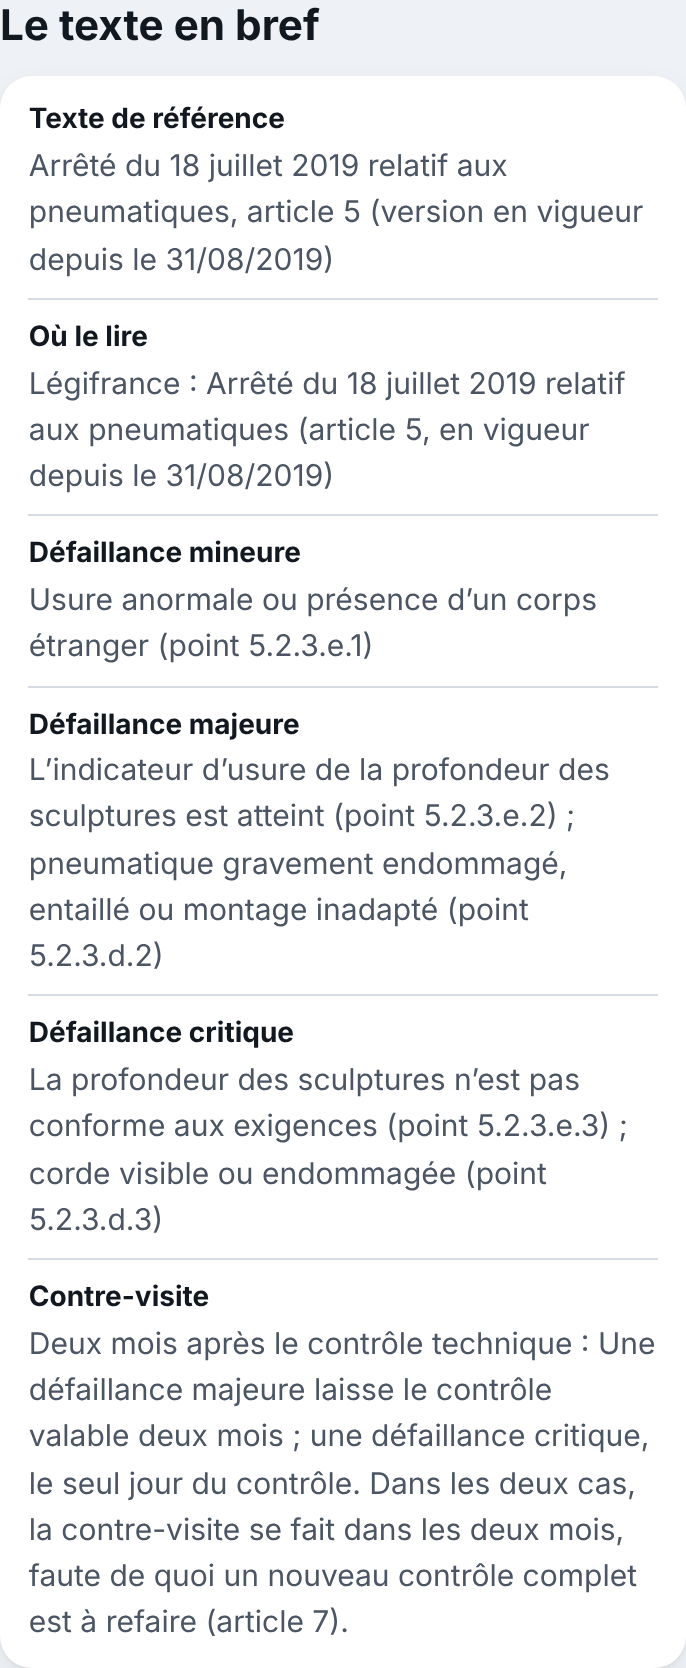 Le texte en bref
Texte de référence
Arrêté du 18 juillet 2019 relatif aux
pneumatiques, article 5 (version en vigueur
depuis le 31/08/2019)
Où le lire
Légifrance : Arrêté du 18 juillet 2019 relatif
aux pneumatiques (article 5, en vigueur
depuis le 31/08/2019)
Défaillance mineure
Usure anormale ou présence d’un corps
étranger (point 5.2.3.e.1)
Défaillance majeure
L’indicateur d’usure de la profondeur des
sculptures est atteint (point 5.2.3.e.2) ;
pneumatique gravement endommagé,
entaillé ou montage inadapté (point
5.2.3.d.2)
Défaillance critique
La profondeur des sculptures n’est pas
conforme aux exigences (point 5.2.3.e.3) ;
corde visible ou endommagée (point
5.2.3.d.3)
Contre-visite
Deux mois après le contrôle technique : Une
défaillance majeure laisse le contrôle
valable deux mois ; une défaillance critique,
le seul jour du contrôle. Dans les deux cas,
la contre-visite se fait dans les deux mois,
faute de quoi un nouveau contrôle complet
est à refaire (article 7).